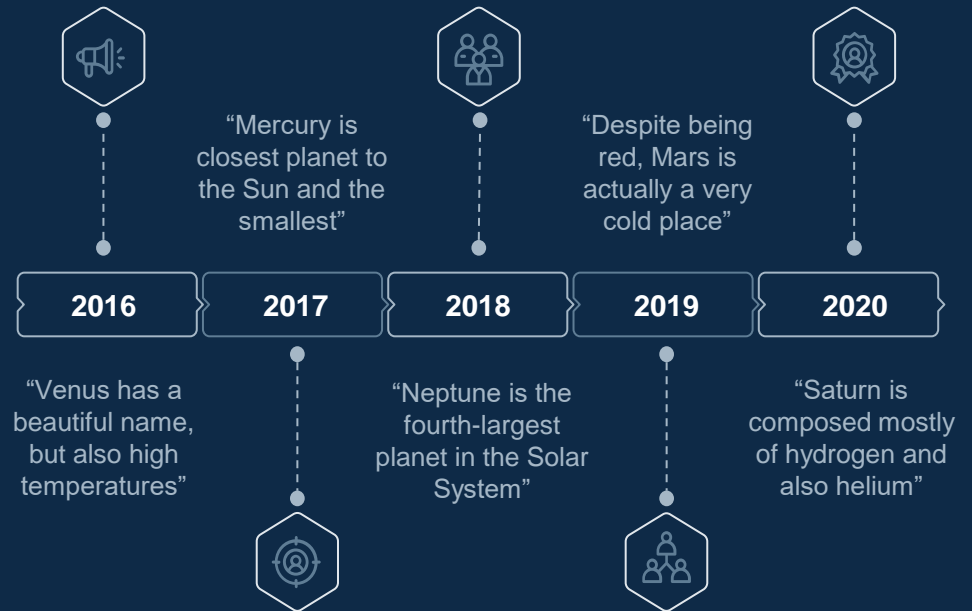 “Mercury is
closest planet to
the Sun and the
smallest”
“Despite being
red, Mars is
actually a very
cold place”
2016
2017
2018
2019
2020
“Venus has a
beautiful name,
but also high
temperatures”
“Neptune is the
fourth-largest
planet in the Solar
System”
“Saturn is
composed mostly
of hydrogen and
also helium”